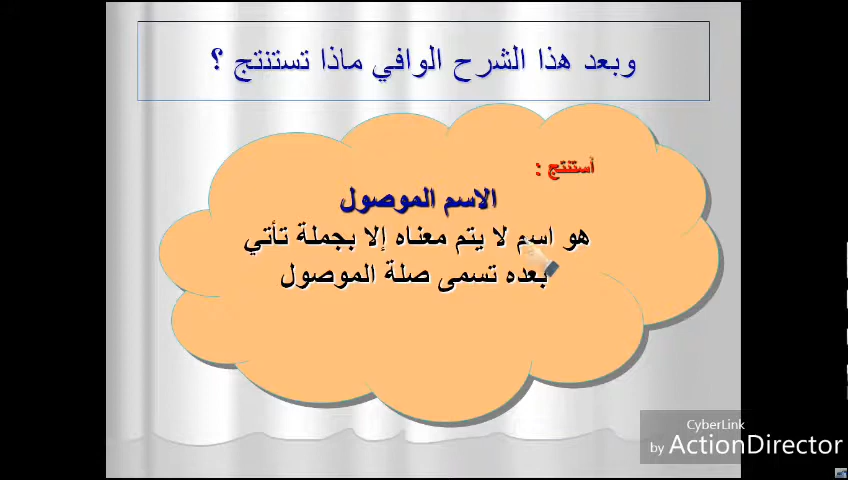 وبعد هذا الشرح الوافي ماذا تستنتج ؟
أستنتج :
الاسم الموصول
هو اسم لا يتم معناه إلا بجملة تأتي
بعده تسمى صلة الموصول
CyberLink
by ActionDirector